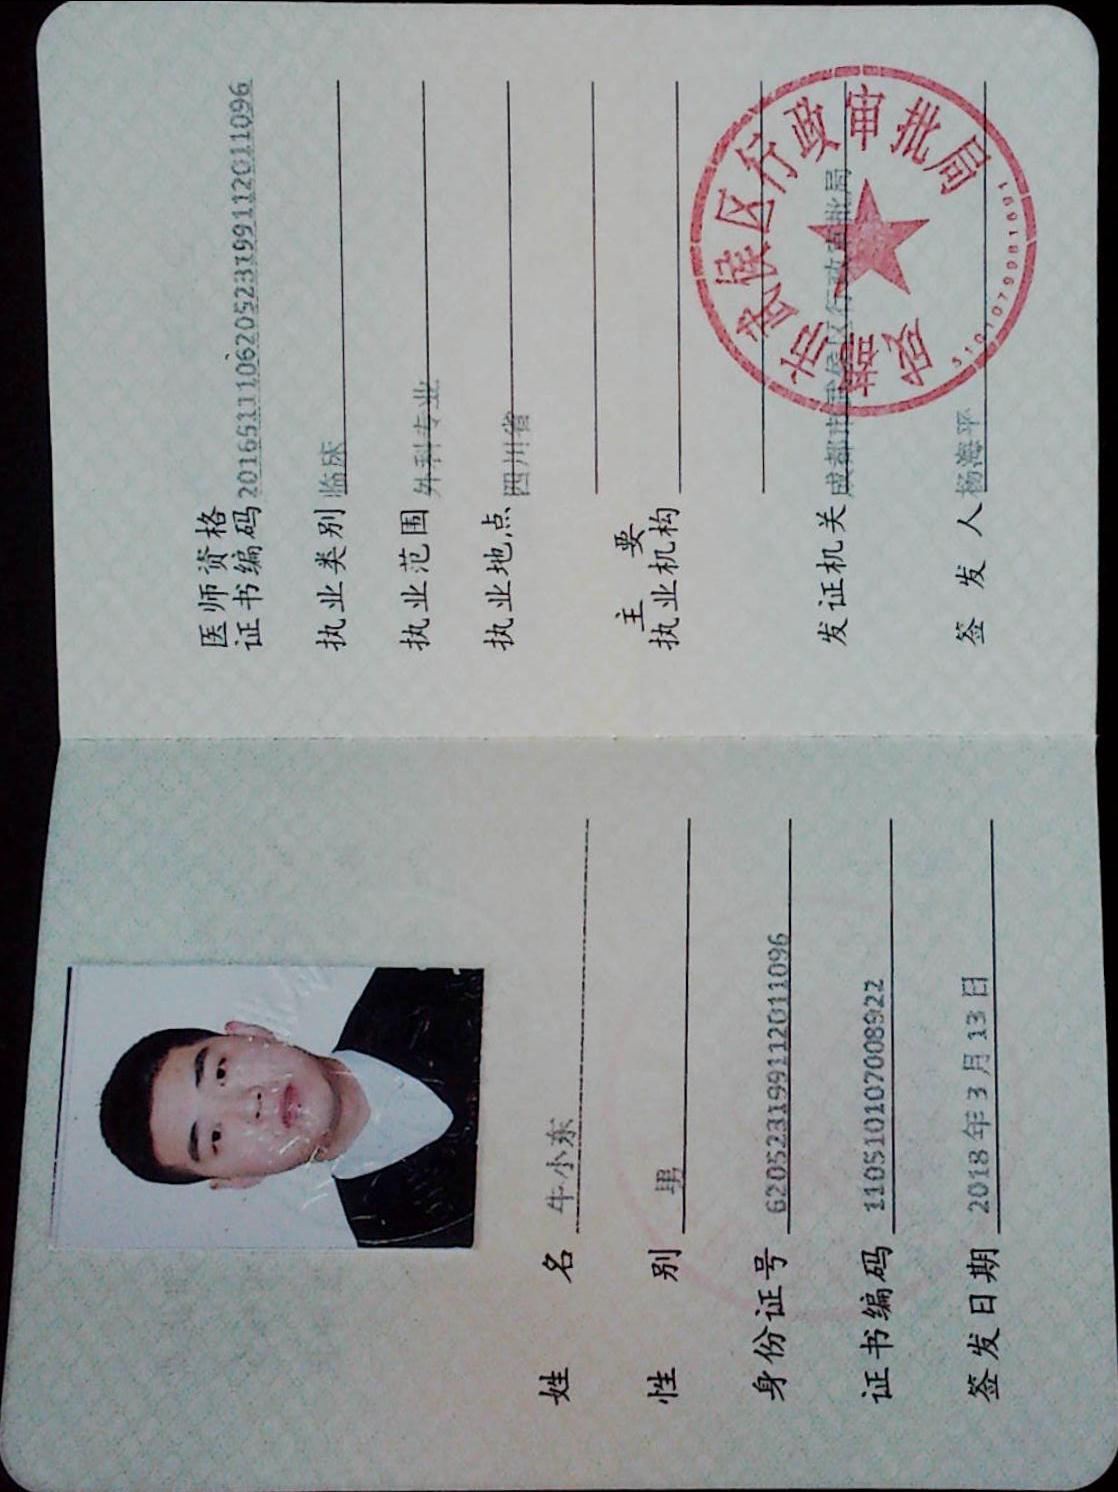 姓名 牛小东
性别 男
身份证号 620523199112011096
证书编码 110510107008922
签发日期 2018年3月13日
医师资格
证书编码 201651110620523199112011096
执业类别 临床
执业范围 外科专业
执业地点 四川省
主要
执业机构
发证机关 成都市武侯区行政审批局
签发人 杨海平
成都市武侯区行政审批局